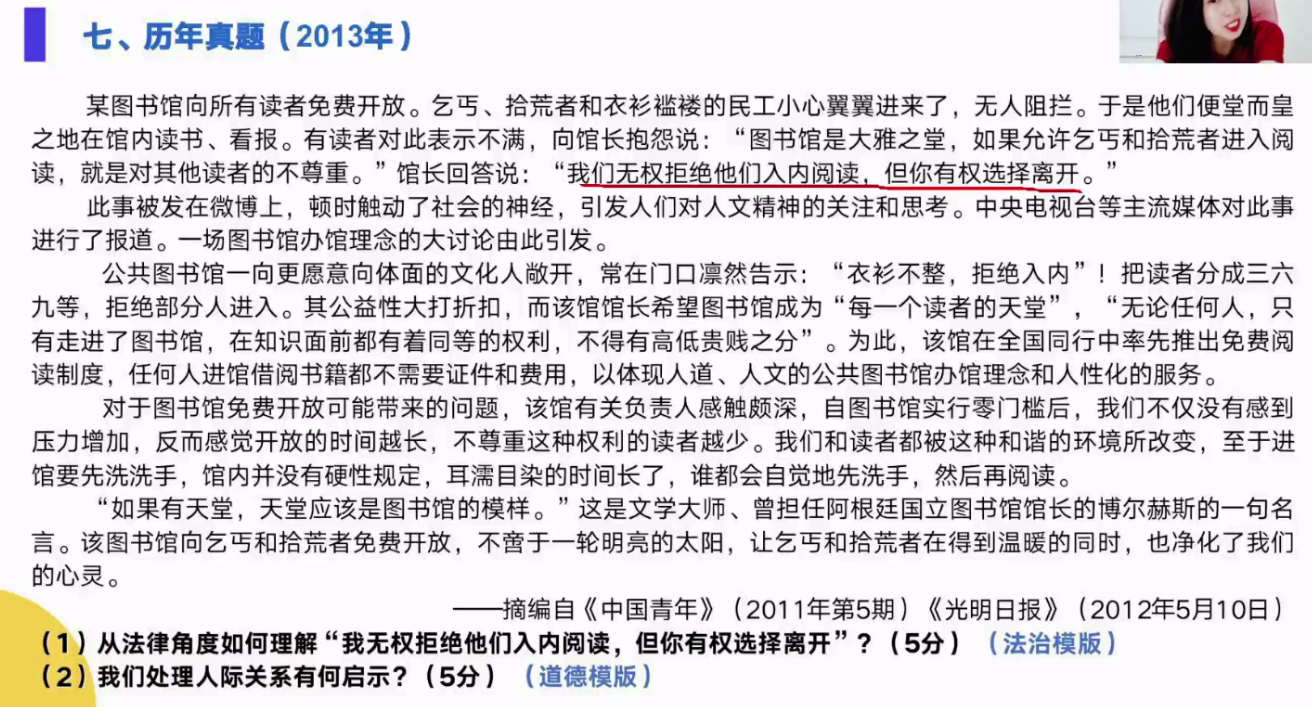 七、历年真题（2013年）
某图书馆向所有读者免费开放。乞丐、拾荒者和衣衫褴褛的民工小心翼翼进来了，无人阻拦。于是他们便堂而皇
之地在馆内读书、看报。有读者对此表示不满，向馆长抱怨说：“图书馆是大雅之堂，如果允许乞丐和拾荒者进入阅
读，就是对其他读者的不尊重。”馆长回答说：“我们无权拒绝他们入内阅读，但你有权选择离开。”
此事被发在微博上，顿时触动了社会的神经，引发人们对人文精神的关注和思考。中央电视台等主流媒体对此事
进行了报道。一场图书馆办馆理念的大讨论由此引发。
公共图书馆一向更愿意向体面的文化人敞开，常在门口凛然告示：“衣衫不整，拒绝入内”！把读者分成三六
九等，拒绝部分人进入。其公益性大打折扣，而该馆馆长希望图书馆成为“每一个读者的天堂”，“无论任何人，只
有走进了图书馆，在知识面前都有着同等的权利，不得有高低贵贱之分”。为此，该馆在全国同行中率先推出免费阅
读制度，任何人进馆借阅书籍都不需要证件和费用，以体现人道、人文的公共图书馆办馆理念和人性化的服务。
对于图书馆免费开放可能带来的问题，该馆有关负责人感触颇深，自图书馆实行零门槛后，我们不仅没有感到
压力增加，反而感觉开放的时间越长，不尊重这种权利的读者越少。我们和读者都被这种和谐的环境所改变，至于进
馆要先洗洗手，馆内并没有硬性规定，耳濡目染的时间长了，谁都会自觉地先洗手，然后再阅读。
“如果有天堂，天堂应该是图书馆的模样。”这是文学大师、曾担任阿根廷国立图书馆馆长的博尔赫斯的一句名
言。该图书馆向乞丐和拾荒者免费开放，不啻于一轮明亮的太阳，让乞丐和拾荒者在得到温暖的同时，也净化了我们
的心灵。
——摘编自《中国青年》（2011年第5期）《光明日报》（2012年5月10日）
（1）从法律角度如何理解“我无权拒绝他们入内阅读，但你有权选择离开”？（5分）（法治模版）
（2）我们处理人际关系有何启示？（5分）（道德模版）